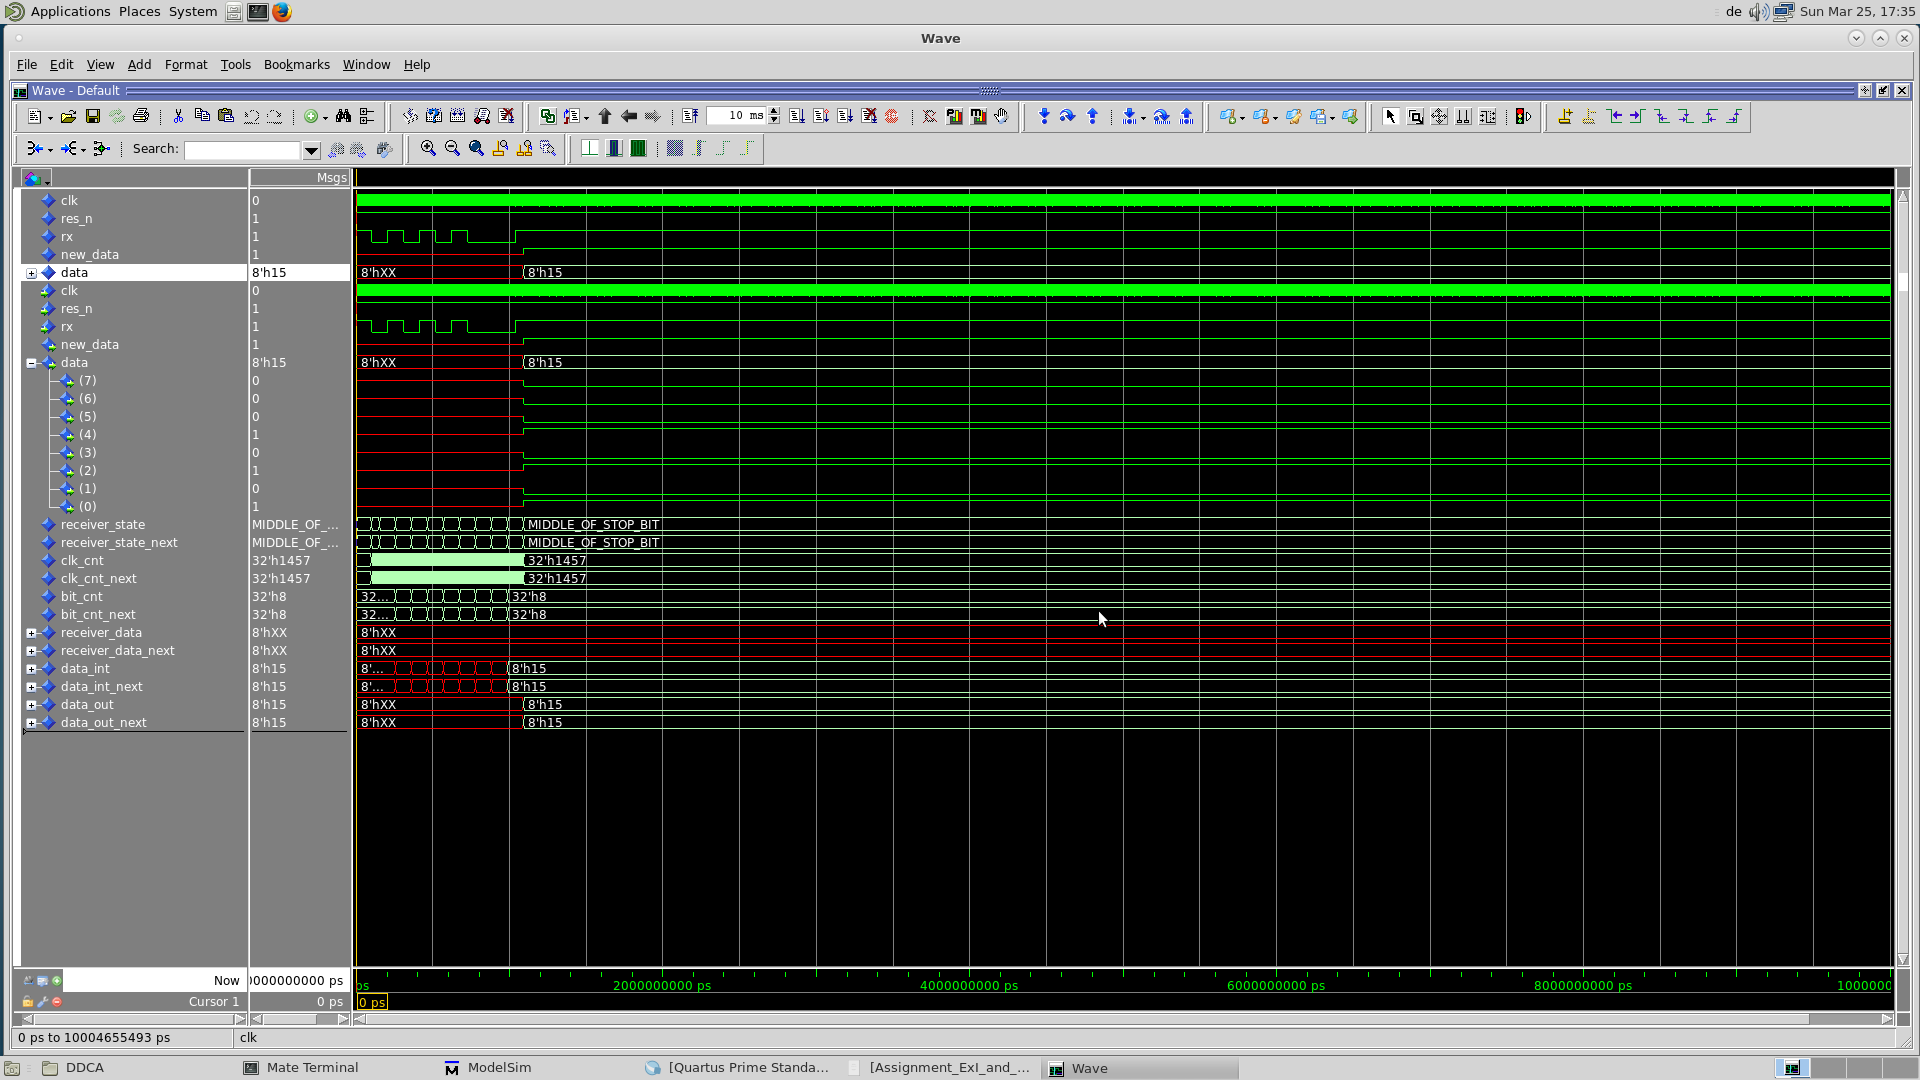 Applications Places System de Sun Mar 25, 17:35
Wave
File Edit View Add Format Tools Bookmarks Window Help
Wave - Default
10 ms
Search:
Msgs
clk 0
res_n 1
rx 1
new_data 1
data 8'h15 8'hXX 8'h15
clk 0
res_n 1
rx 1
new_data 1
data 8'h15 8'hXX 8'h15
(7) 0
(6) 0
(5) 0
(4) 1
(3) 0
(2) 1
(1) 0
(0) 1
receiver_state MIDDLE_OF_... MIDDLE_OF_STOP_BIT
receiver_state_next MIDDLE_OF_... MIDDLE_OF_STOP_BIT
clk_cnt 32'h1457 32'h1457
clk_cnt_next 32'h1457 32'h1457
bit_cnt 32'h8 32... 32'h8
bit_cnt_next 32'h8 32... 32'h8
receiver_data 8'hXX 8'hXX
receiver_data_next 8'hXX 8'hXX
data_int 8'h15 8'... 8'h15
data_int_next 8'h15 8'... 8'h15
data_out 8'h15 8'hXX 8'h15
data_out_next 8'h15 8'hXX 8'h15
Now 0000000000 ps ps 2000000000 ps 4000000000 ps 6000000000 ps 8000000000 ps 1000000
Cursor 1 0 ps 0 ps
0 ps to 10004655493 ps clk
DDCA Mate Terminal ModelSim [Quartus Prime Standa... [Assignment_ExI_and_... Wave